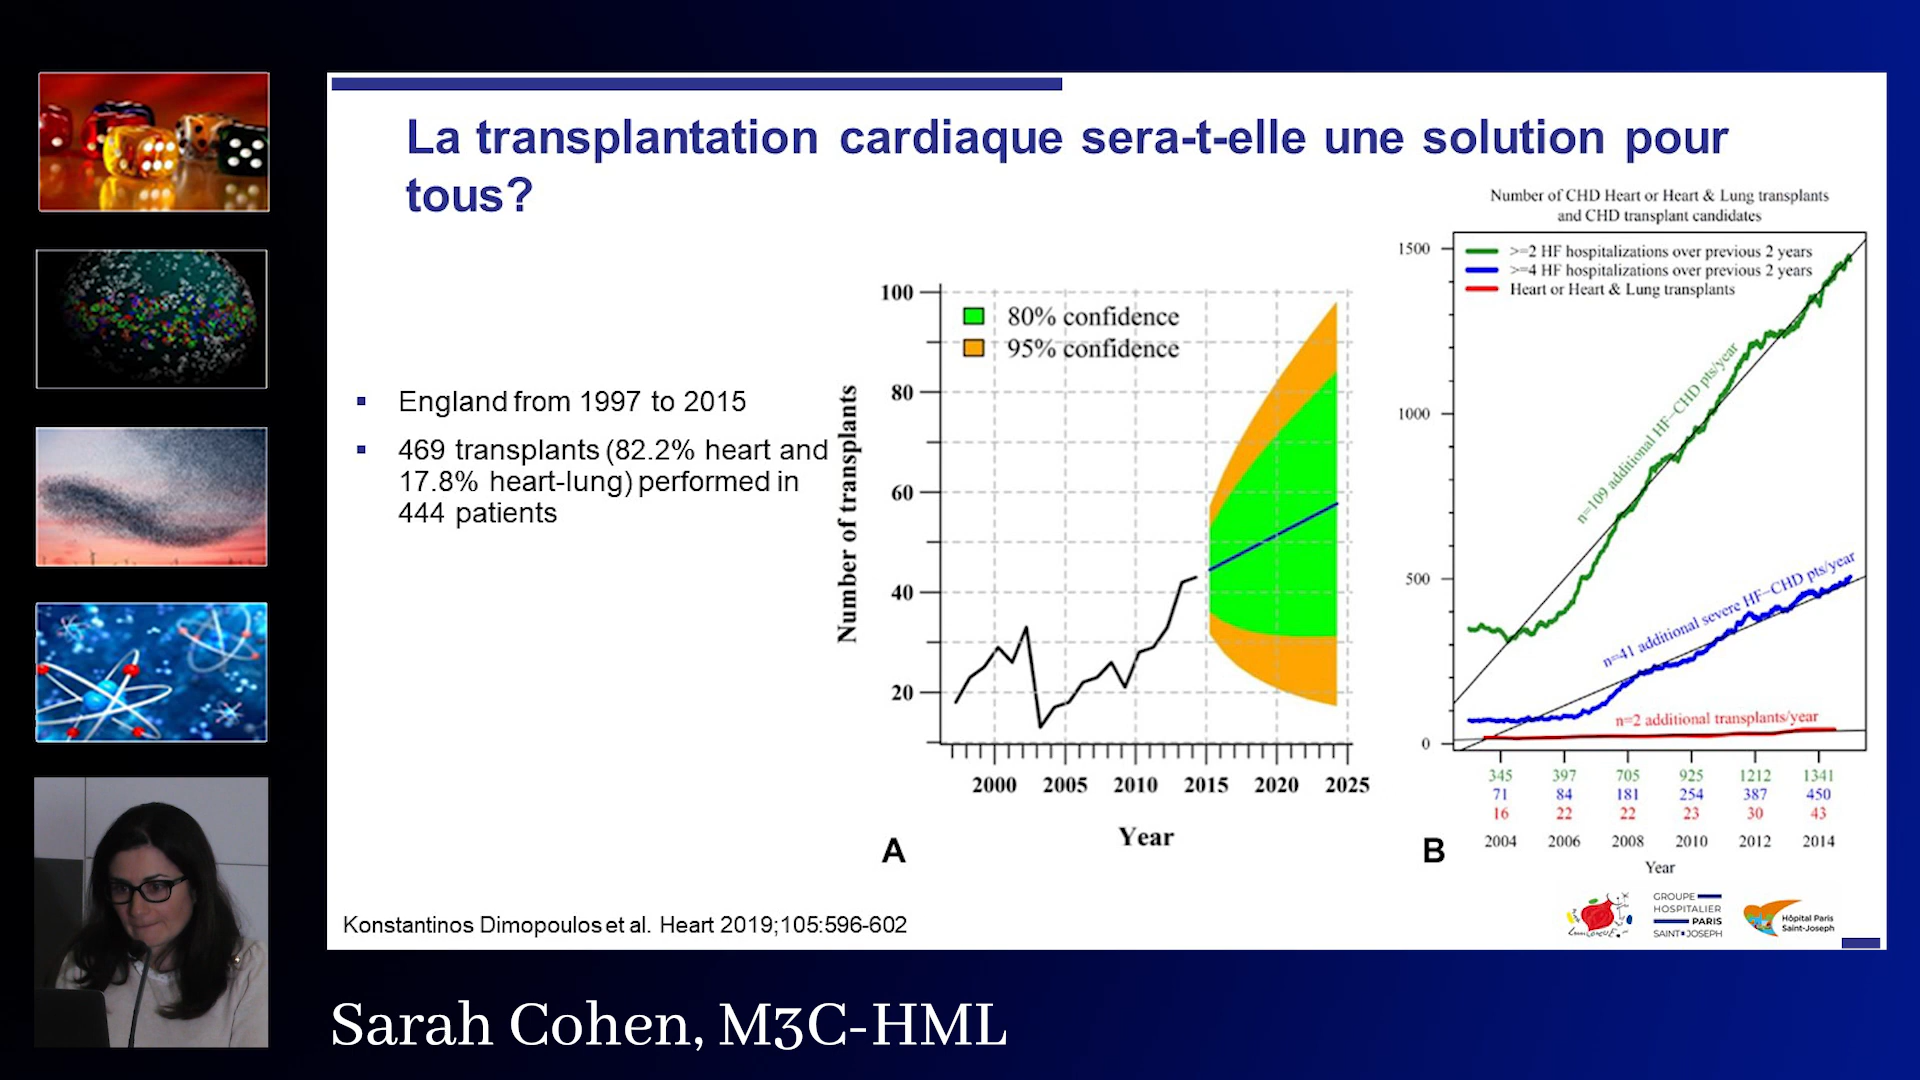 La transplantation cardiaque sera-t-elle une solution pour
tous?
▪ England from 1997 to 2015
▪ 469 transplants (82.2% heart and
17.8% heart-lung) performed in
444 patients
80% confidence
95% confidence
Number of transplants
100
80
60
40
20
2000 2005 2010 2015 2020 2025
Year
A
Number of CHD Heart or Heart & Lung transplants
and CHD transplant candidates
>=2 HF hospitalizations over previous 2 years
>=4 HF hospitalizations over previous 2 years
Heart or Heart & Lung transplants
1500
1000
500
0
n=109 additional HF-CHD pts/year
n=41 additional severe HF-CHD pts/year
n=2 additional transplants/year
345 397 705 925 1212 1341
71 84 181 254 387 450
16 22 22 23 30 43
2004 2006 2008 2010 2012 2014
Year
B
Konstantinos Dimopoulos et al. Heart 2019;105:596-602
GROUPE
HOSPITALIER
PARIS
SAINT JOSEPH
Hôpital Paris
Saint-Joseph
Sarah Cohen, M3C-HML